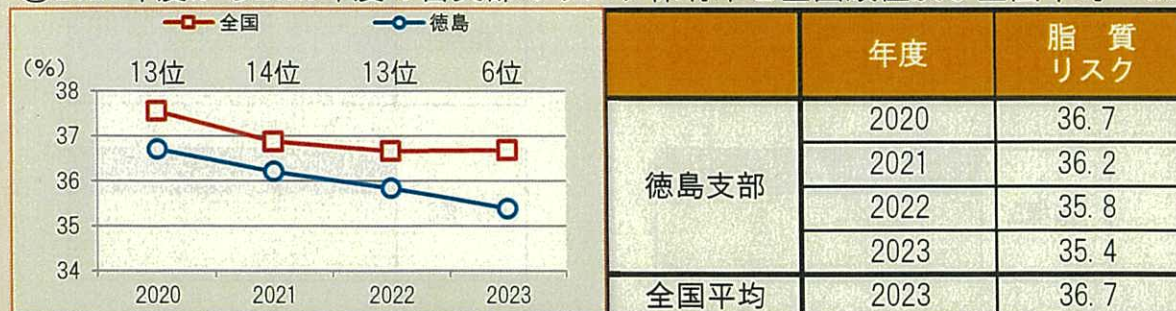 全国 徳島
(%) 13位 14位 13位 6位
38
37
36
35
34
2020 2021 2022 2023
年度 脂質リスク
徳島支部 2020 36.7
2021 36.2
2022 35.8
2023 35.4
全国平均 2023 36.7